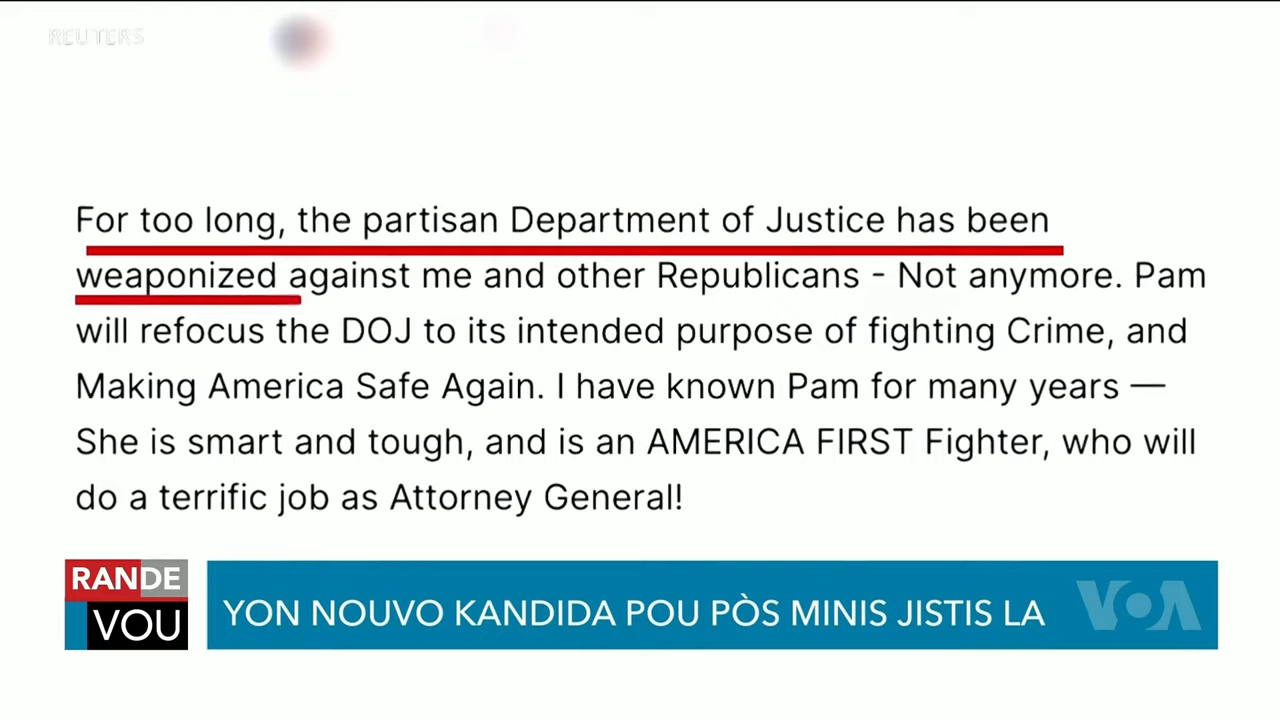 REUTERS
For too long, the partisan Department of Justice has been
weaponized against me and other Republicans - Not anymore. Pam
will refocus the DOJ to its intended purpose of fighting Crime, and
Making America Safe Again. I have known Pam for many years —
She is smart and tough, and is an AMERICA FIRST Fighter, who will
do a terrific job as Attorney General!
RANDE
VOU
YON NOUVO KANDIDA POU PÒS MINIS JISTIS LA
VOA